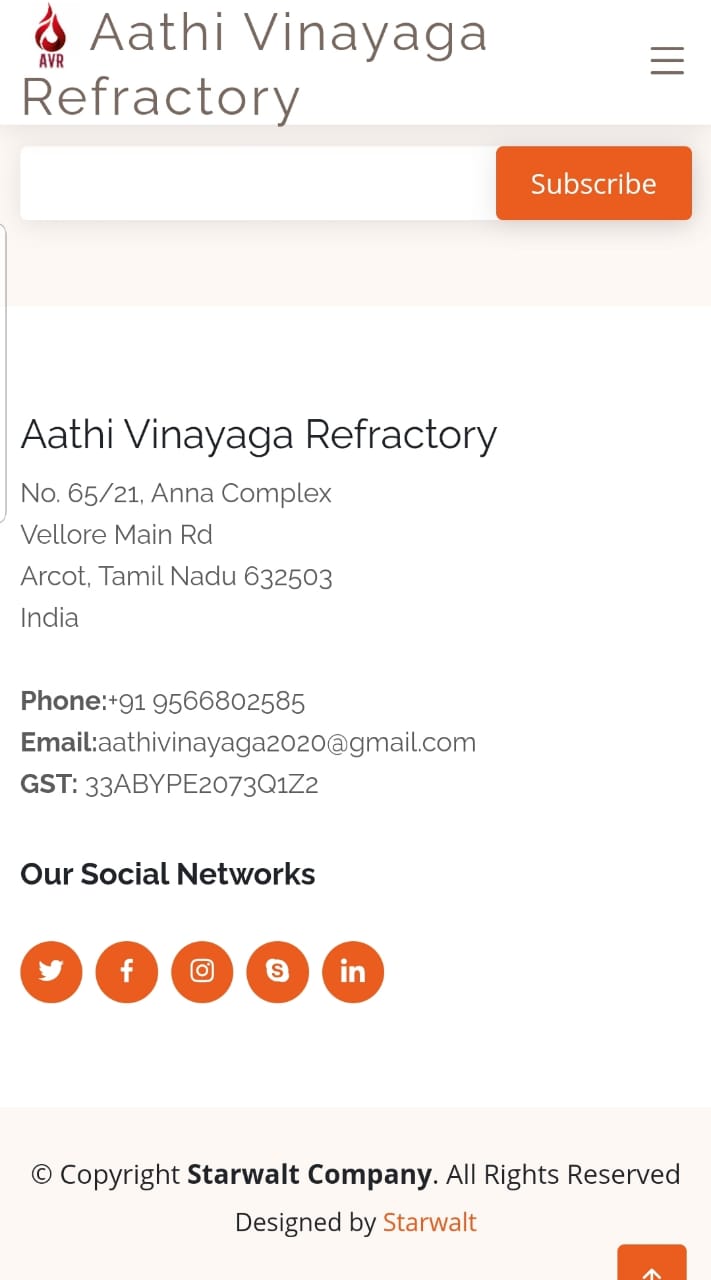 AVR
Aathi Vinayaga
Refractory
Subscribe
Aathi Vinayaga Refractory
No. 65/21, Anna Complex
Vellore Main Rd
Arcot, Tamil Nadu 632503
India
Phone:+91 9566802585
Email:aathivinayaga2020@gmail.com
GST: 33ABYPE2073Q1Z2
Our Social Networks
© Copyright Starwalt Company. All Rights Reserved
Designed by Starwalt